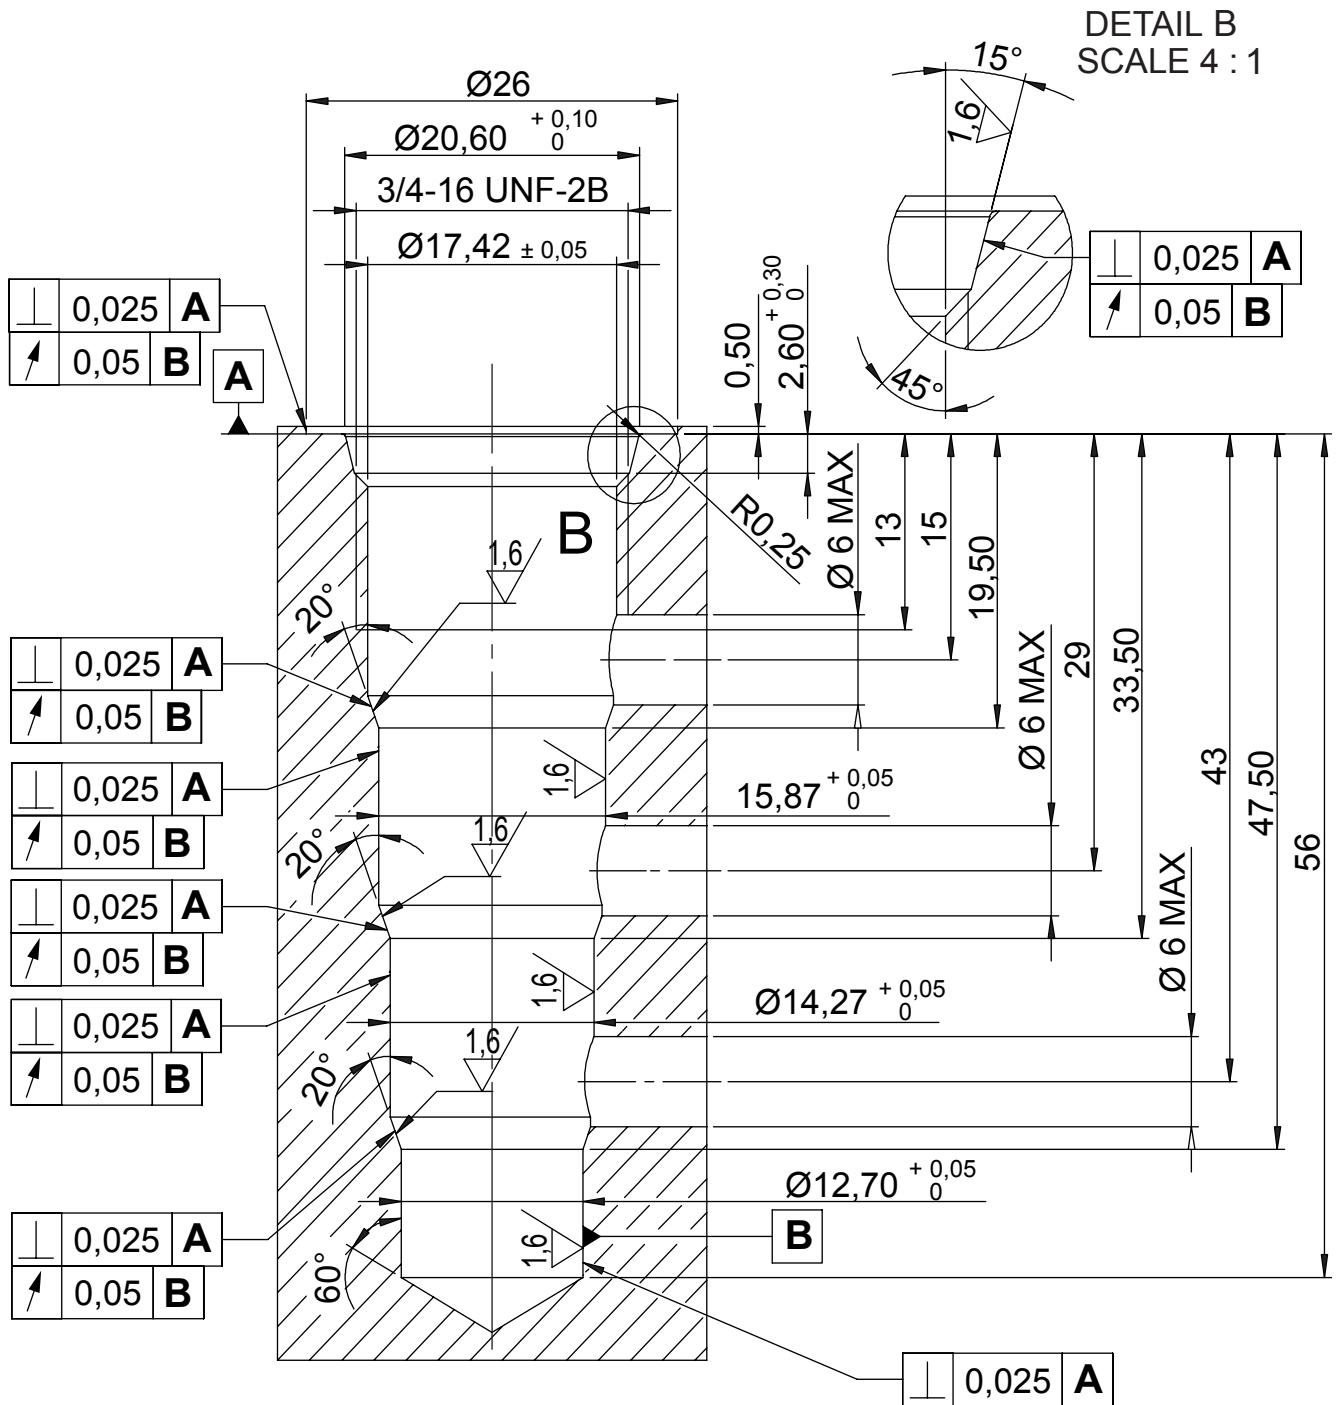 DETAIL B
SCALE 4 : 1
15°
1,6
Ø26
Ø20,60 + 0,10 0
3/4-16 UNF-2B
Ø17,42 ± 0,05
⊥ 0,025 A
↗ 0,05 B
A
0,50
2,60 + 0,30 0
⊥ 0,025 A
↗ 0,05 B
45°
B
R0,25
Ø 6 MAX
13
15
19,50
1,6
20°
⊥ 0,025 A
↗ 0,05 B
Ø 6 MAX
29
33,50
⊥ 0,025 A
↗ 0,05 B
1,6
15,87 + 0,05 0
43
47,50
56
1,6
20°
⊥ 0,025 A
↗ 0,05 B
Ø 6 MAX
1,6
Ø14,27 + 0,05 0
⊥ 0,025 A
↗ 0,05 B
1,6
20°
Ø12,70 + 0,05 0
⊥ 0,025 A
↗ 0,05 B
1,6
B
60°
⊥ 0,025 A